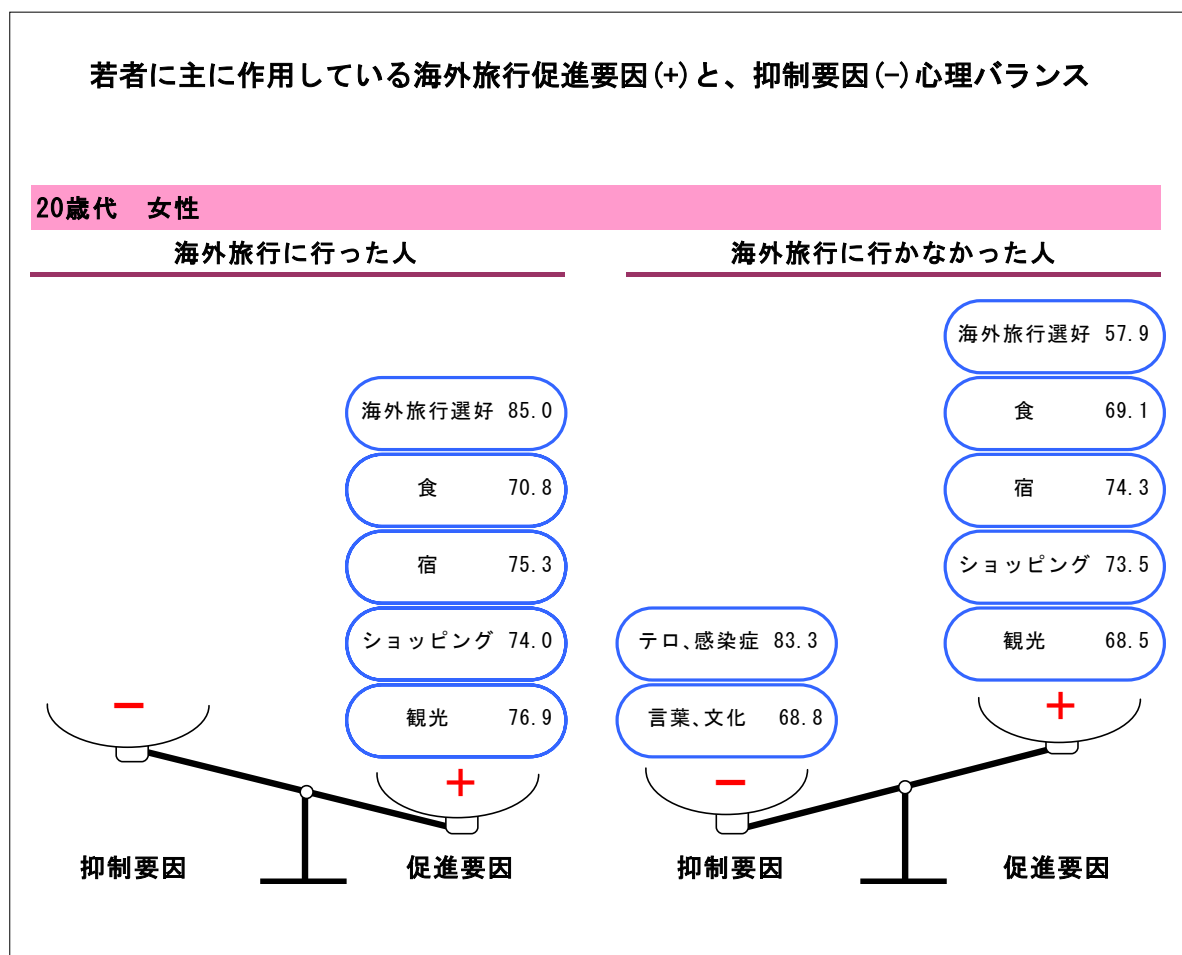 若者に主に作用している海外旅行促進要因(+)と、抑制要因(−)心理バランス
20歳代　女性
海外旅行に行った人
海外旅行選好 85.0
食 70.8
宿 75.3
ショッピング 74.0
観光 76.9
−
+
抑制要因
促進要因
海外旅行に行かなかった人
海外旅行選好 57.9
食 69.1
宿 74.3
ショッピング 73.5
観光 68.5
テロ、感染症 83.3
言葉、文化 68.8
+
−
抑制要因
促進要因